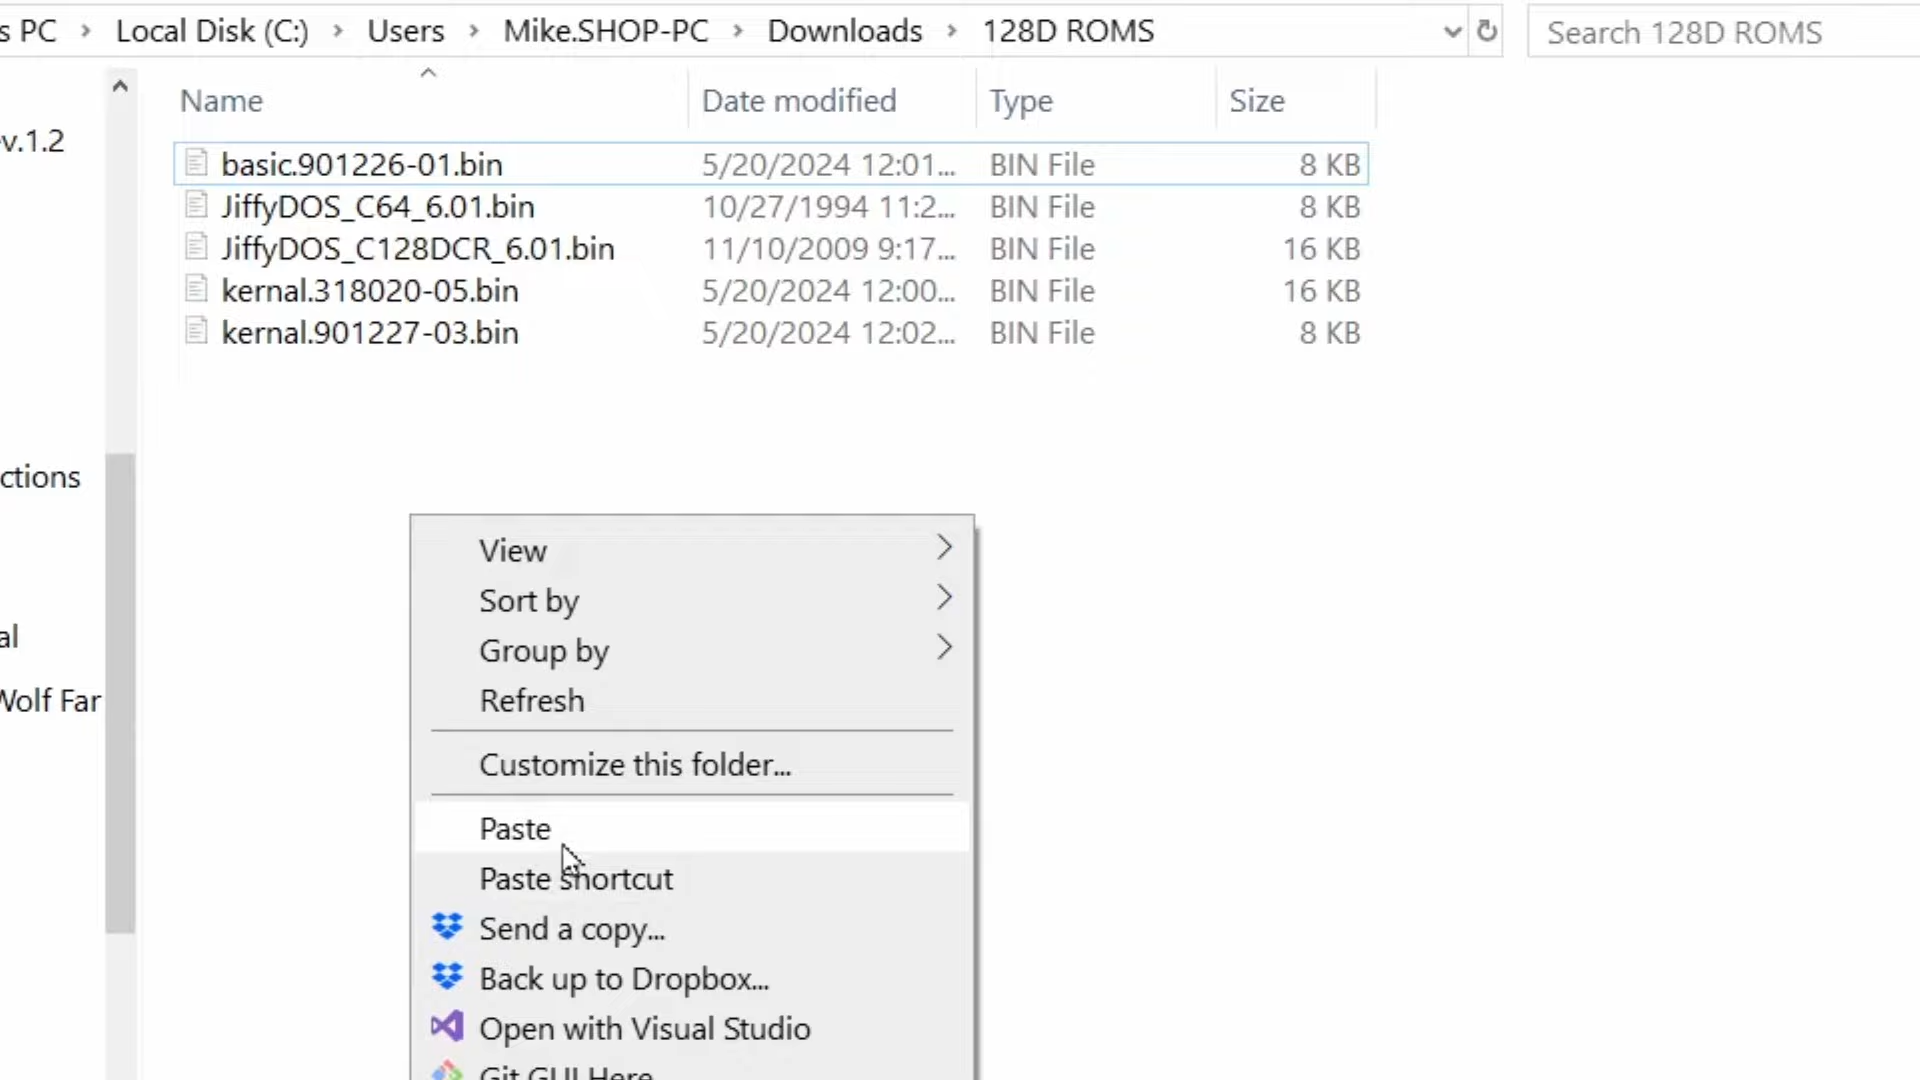 s PC > Local Disk (C:) > Users > Mike.SHOP-PC > Downloads > 128D ROMS
Search 128D ROMS
Name Date modified Type Size
basic.901226-01.bin 5/20/2024 12:01... BIN File 8 KB
JiffyDOS_C64_6.01.bin 10/27/1994 11:2... BIN File 8 KB
JiffyDOS_C128DCR_6.01.bin 11/10/2009 9:17... BIN File 16 KB
kernal.318020-05.bin 5/20/2024 12:00... BIN File 16 KB
kernal.901227-03.bin 5/20/2024 12:02... BIN File 8 KB
v.1.2
ctions
al
Wolf Far
View
Sort by
Group by
Refresh
Customize this folder...
Paste
Paste shortcut
Send a copy...
Back up to Dropbox...
Open with Visual Studio
Git GUI Here